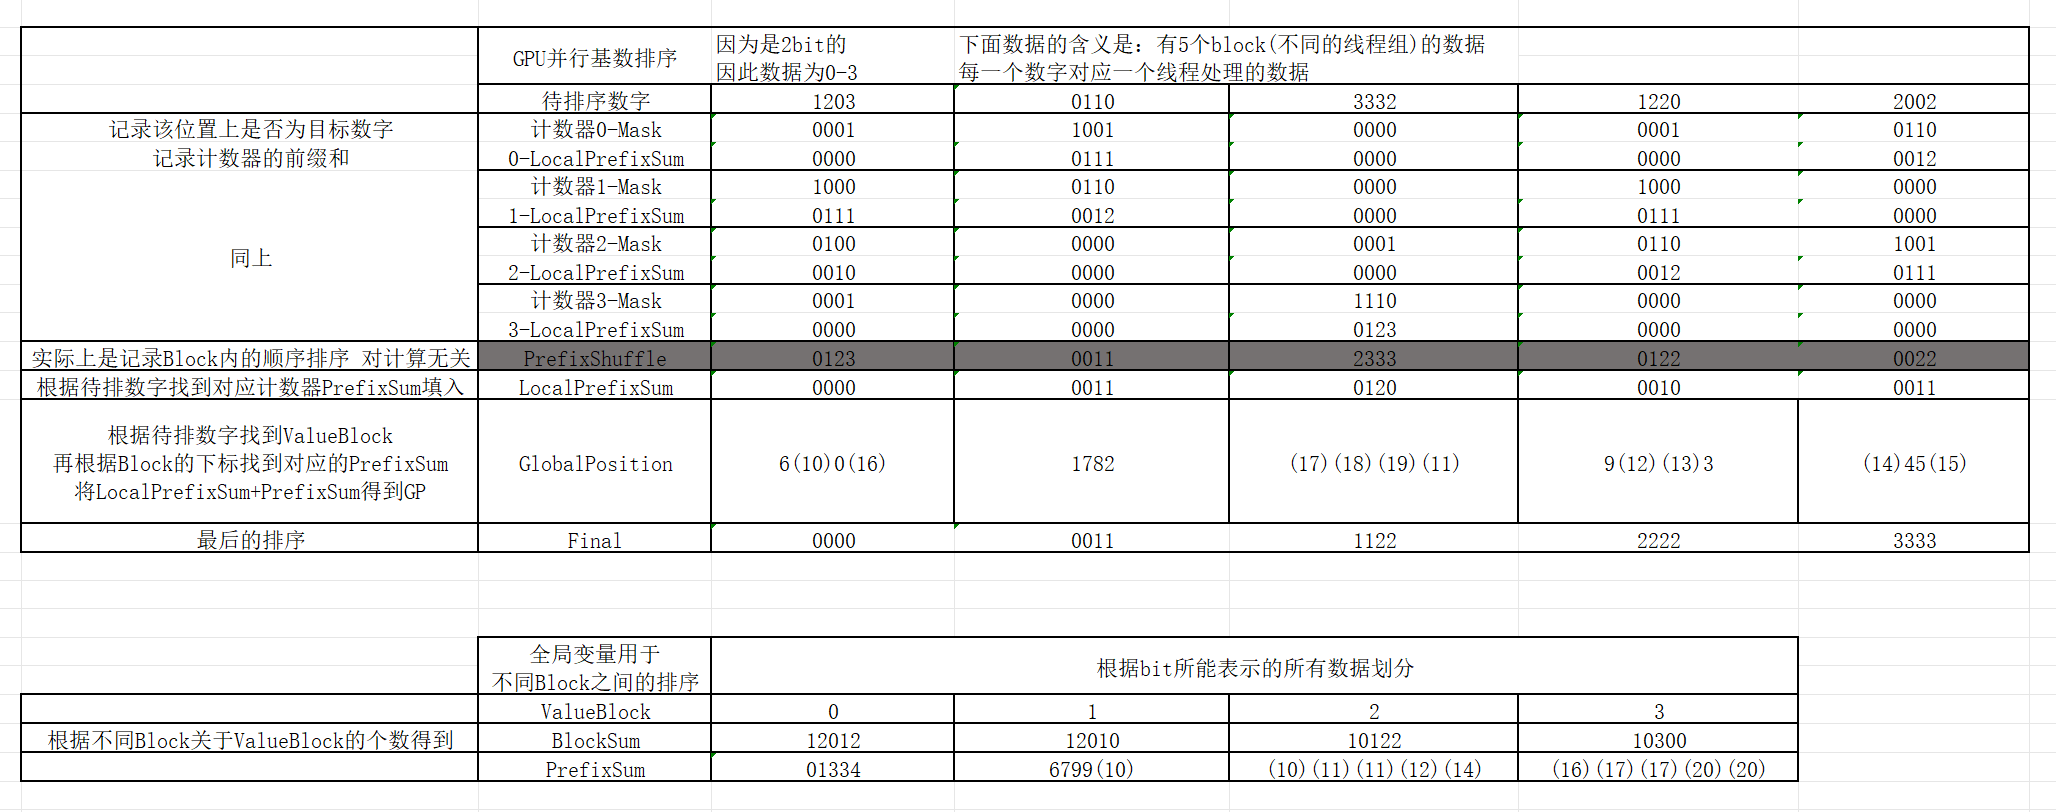 GPU并行基数排序 因为是2bit的 下面数据的含义是：有5个block(不同的线程组)的数据
因此数据为0-3 每一个数字对应一个线程处理的数据
待排序数字 1203 0110 3332 1220 2002
记录该位置上是否为目标数字 计数器0-Mask 0001 1001 0000 0001 0110
记录计数器的前缀和 0-LocalPrefixSum 0000 0111 0000 0000 0012
计数器1-Mask 1000 0110 0000 1000 0000
1-LocalPrefixSum 0111 0012 0000 0111 0000
同上 计数器2-Mask 0100 0000 0001 0110 1001
2-LocalPrefixSum 0010 0000 0000 0012 0111
计数器3-Mask 0001 0000 1110 0000 0000
3-LocalPrefixSum 0000 0000 0123 0000 0000
实际上是记录Block内的顺序排序 对计算无关 PrefixShuffle 0123 0011 2333 0122 0022
根据待排数字找到对应计数器PrefixSum填入 LocalPrefixSum 0000 0011 0120 0010 0011
根据待排数字找到ValueBlock
再根据Block的下标找到对应的PrefixSum GlobalPosition 6(10)0(16) 1782 (17)(18)(19)(11) 9(12)(13)3 (14)45(15)
将LocalPrefixSum+PrefixSum得到GP
最后的排序 Final 0000 0011 1122 2222 3333
全局变量用于 根据bit所能表示的所有数据划分
不同Block之间的排序
ValueBlock 0 1 2 3
根据不同Block关于ValueBlock的个数得到 BlockSum 12012 12010 10122 10300
PrefixSum 01334 6799(10) (10)(11)(11)(12)(14) (16)(17)(17)(20)(20)